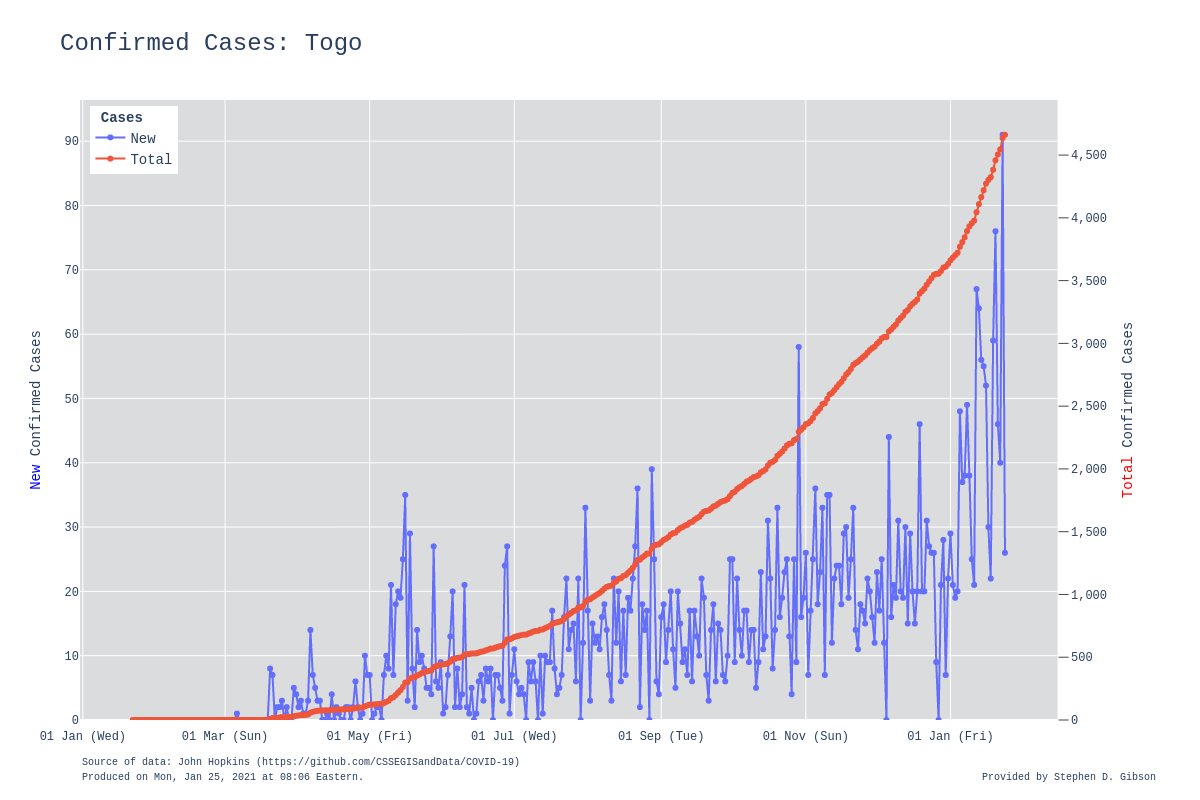 Confirmed Cases: Togo
Cases
New
Total
90
80
70
60
50
40
30
20
10
0
New Confirmed Cases
4,500
4,000
3,500
3,000
2,500
2,000
1,500
1,000
500
0
Total Confirmed Cases
01 Jan (Wed) 01 Mar (Sun) 01 May (Fri) 01 Jul (Wed) 01 Sep (Tue) 01 Nov (Sun) 01 Jan (Fri)
Source of data: John Hopkins (https://github.com/CSSEGISandData/COVID-19)
Produced on Mon, Jan 25, 2021 at 08:06 Eastern.
Provided by Stephen D. Gibson